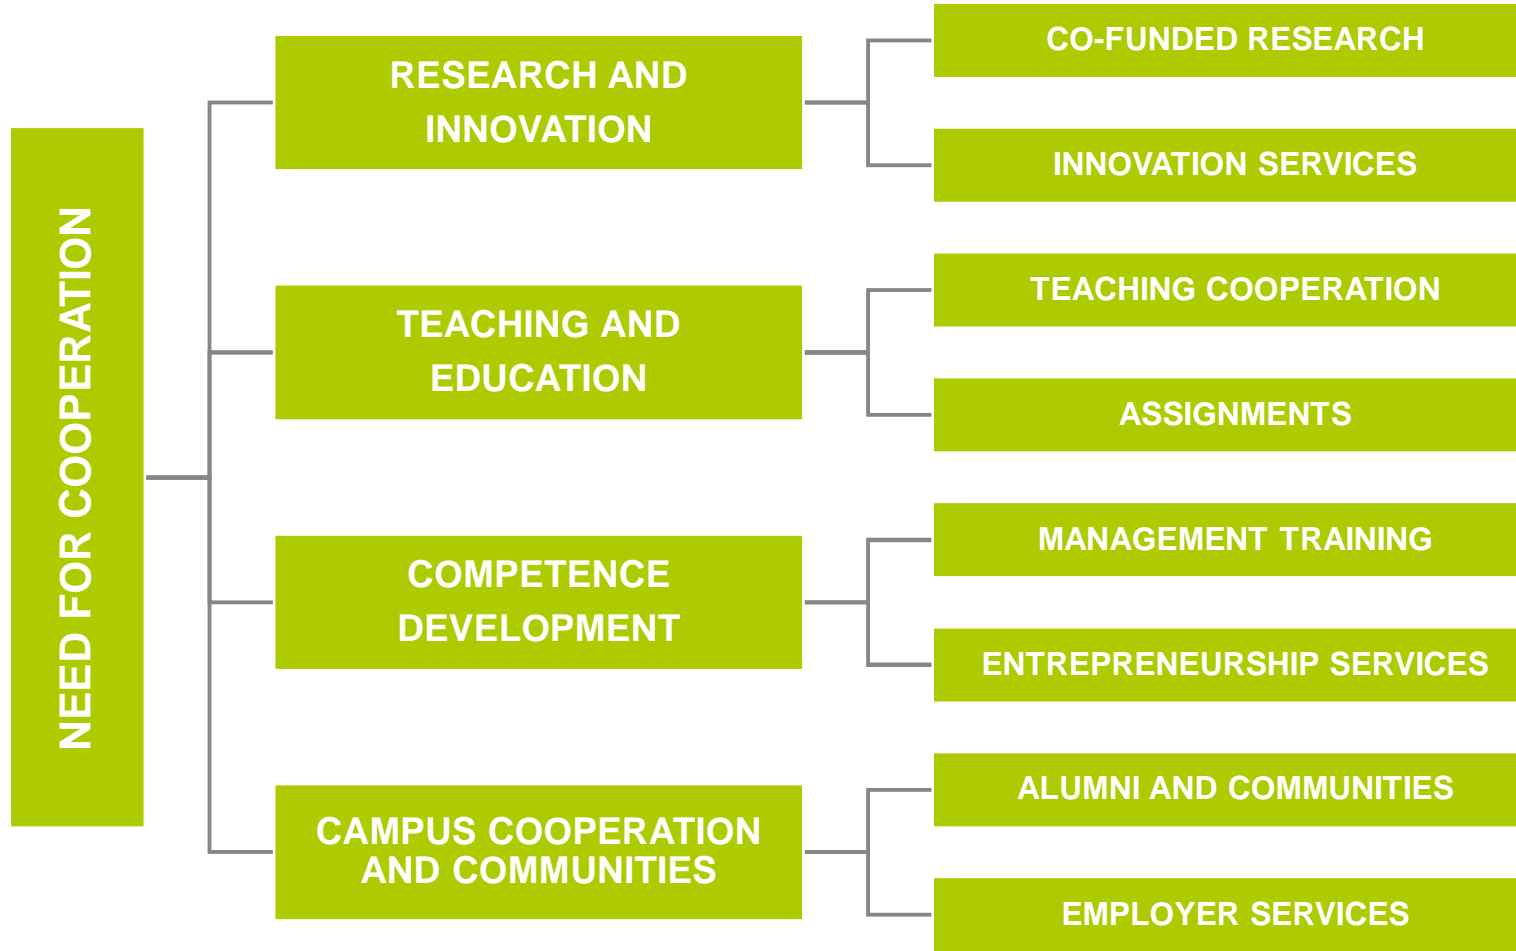 NEED FOR COOPERATION
RESEARCH AND
INNOVATION
CO-FUNDED RESEARCH
INNOVATION SERVICES
TEACHING AND
EDUCATION
TEACHING COOPERATION
ASSIGNMENTS
COMPETENCE
DEVELOPMENT
MANAGEMENT TRAINING
ENTREPRENEURSHIP SERVICES
CAMPUS COOPERATION
AND COMMUNITIES
ALUMNI AND COMMUNITIES
EMPLOYER SERVICES